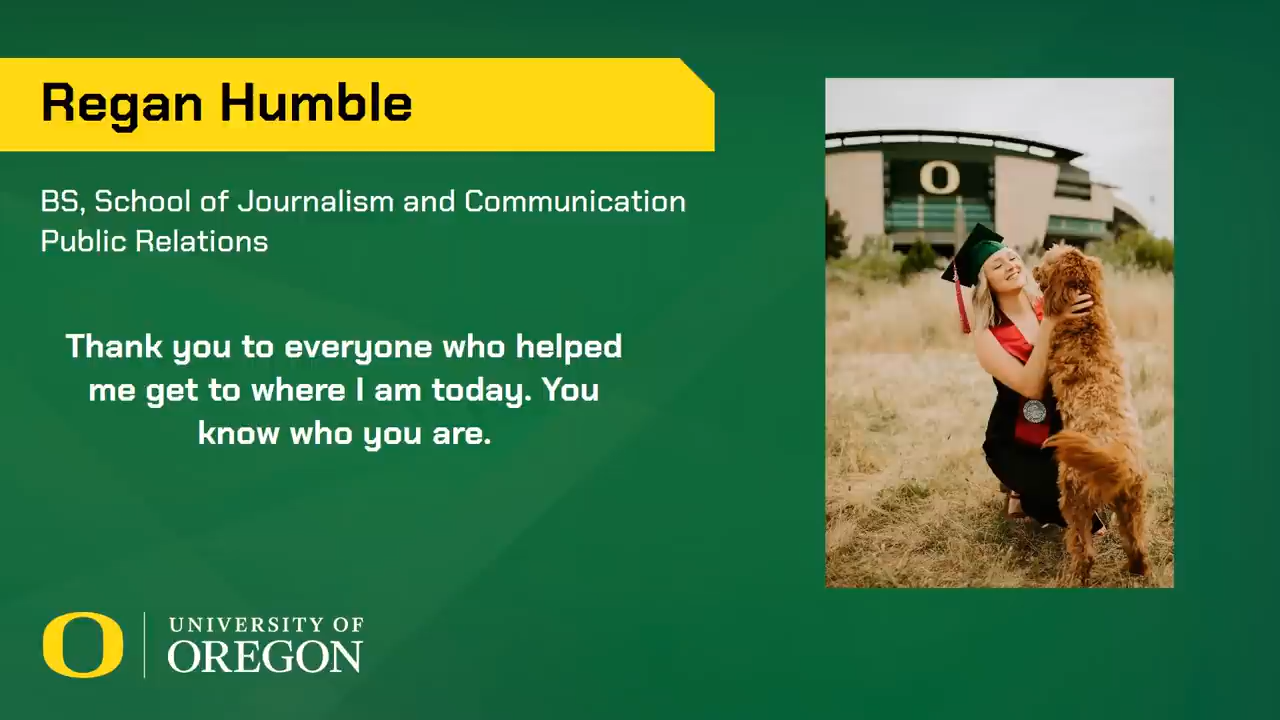 Regan Humble
BS, School of Journalism and Communication
Public Relations
Thank you to everyone who helped
me get to where I am today. You
know who you are.
O
O
UNIVERSITY OF
OREGON